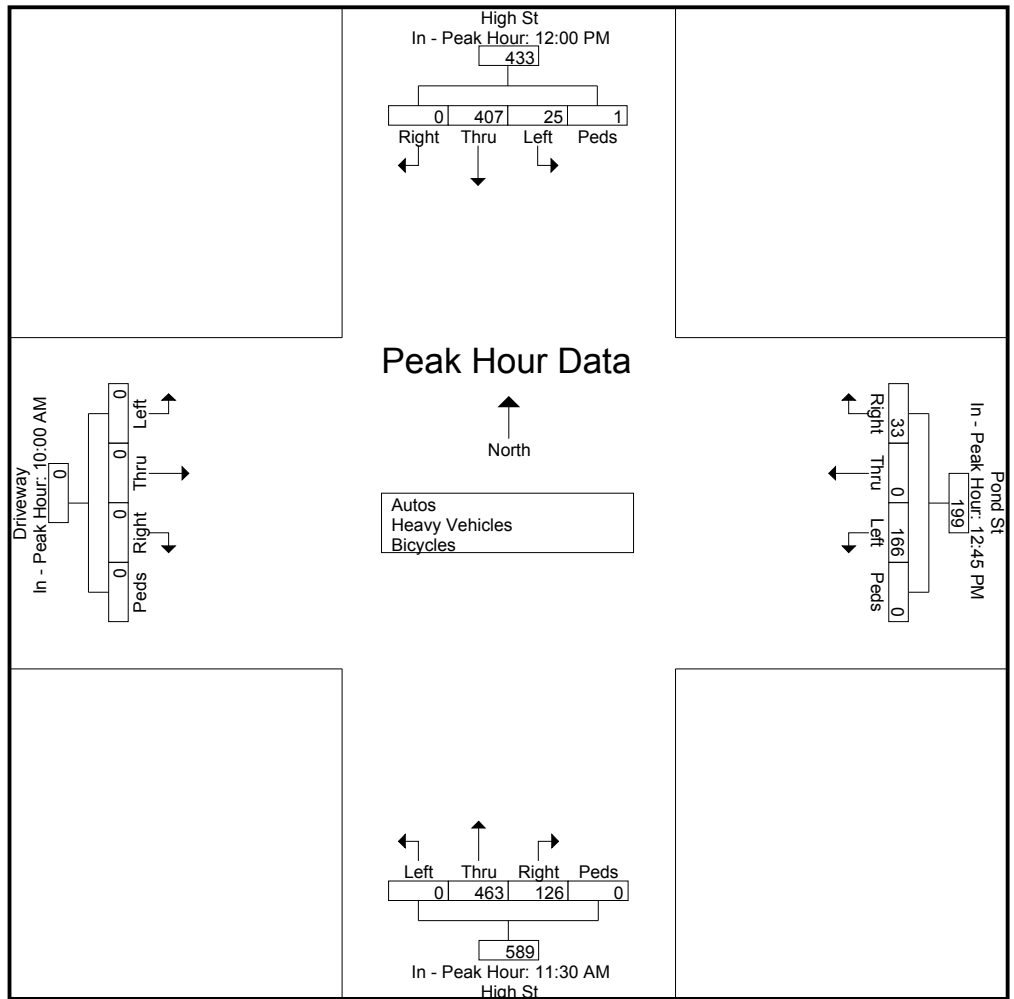 High St
In - Peak Hour: 12:00 PM
433
0 407 25 1
Right Thru Left Peds
Peak Hour Data
North
Autos
Heavy Vehicles
Bicycles
Driveway
In - Peak Hour: 10:00 AM
0
0 0 0 0
Left Thru Right Peds
Pond St
In - Peak Hour: 12:45 PM
199
33 0 166 0
Right Thru Left Peds
Left Thru Right Peds
0 463 126 0
589
In - Peak Hour: 11:30 AM
High St